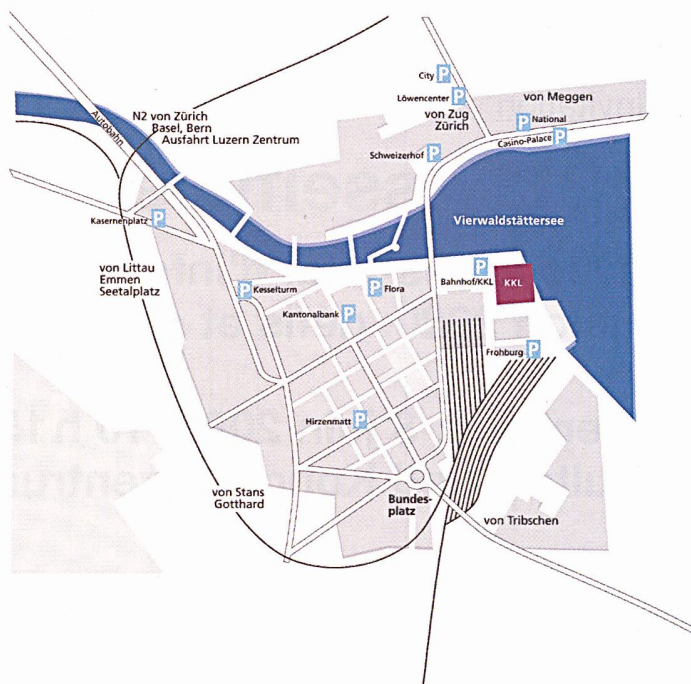 City
P
Löwencenter
P
von Zug
Zürich
von Meggen
P
National
Casino-Palace
P
Schweizerhof
P
N2 von Zürich
Basel, Bern
Ausfahrt Luzern Zentrum
Autobahn
Kasernenplatz
P
Vierwaldstättersee
von Littau
Emmen
Seetalplatz
P
Kesselturm
P
Flora
Kantonalbank
P
P
Bahnhof/KKL
KKL
Frohburg
P
Hirzenmatt
P
von Stans
Gotthard
Bundes-
platz
von Tribschen